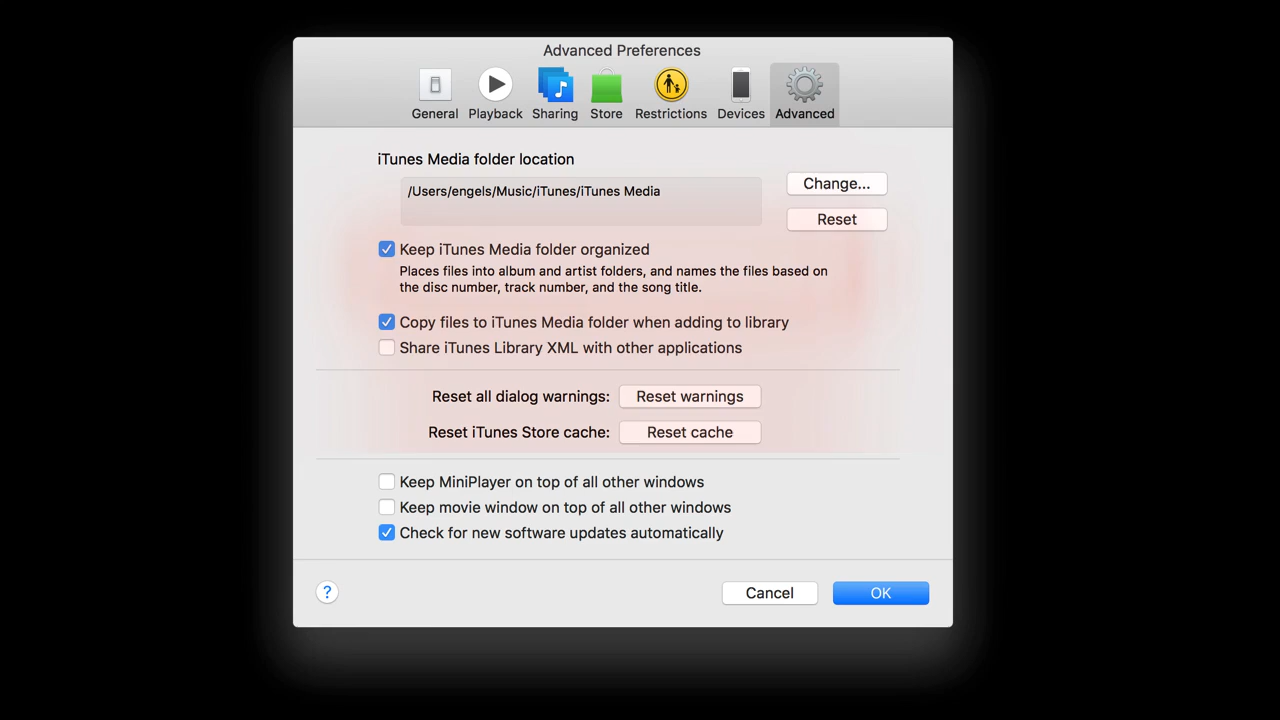 Advanced Preferences
General Playback Sharing Store Restrictions Devices Advanced
iTunes Media folder location
/Users/engels/Music/iTunes/iTunes Media
Change...
Reset
Keep iTunes Media folder organized
Places files into album and artist folders, and names the files based on
the disc number, track number, and the song title.
Copy files to iTunes Media folder when adding to library
Share iTunes Library XML with other applications
Reset all dialog warnings: Reset warnings
Reset iTunes Store cache: Reset cache
Keep MiniPlayer on top of all other windows
Keep movie window on top of all other windows
Check for new software updates automatically
? Cancel OK